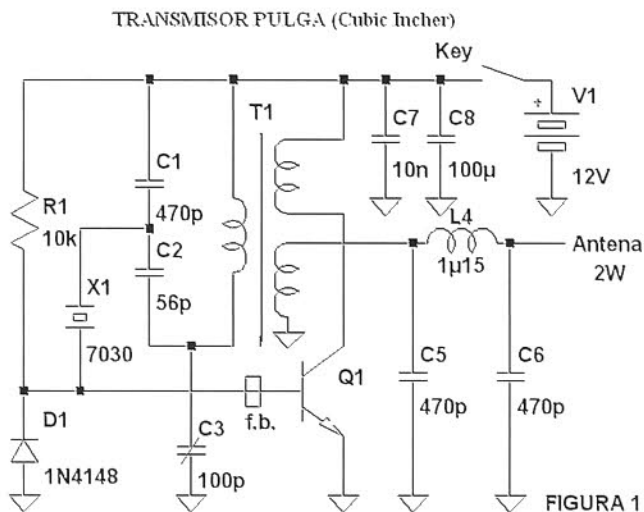 TRANSMISOR PULGA (Cubic Incher)
Key
V1
+
12V
T1
C7
10n
C8
100µ
C1
470p
R1
10k
C2
56p
X1
7030
L4
1µ15
Antena
2W
Q1
f.b.
C3
100p
C5
470p
C6
470p
D1
1N4148
FIGURA 1